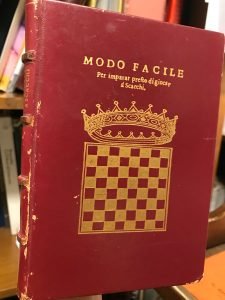 MODO FACILE
Per imparar presto di giocare
à Scacchi.